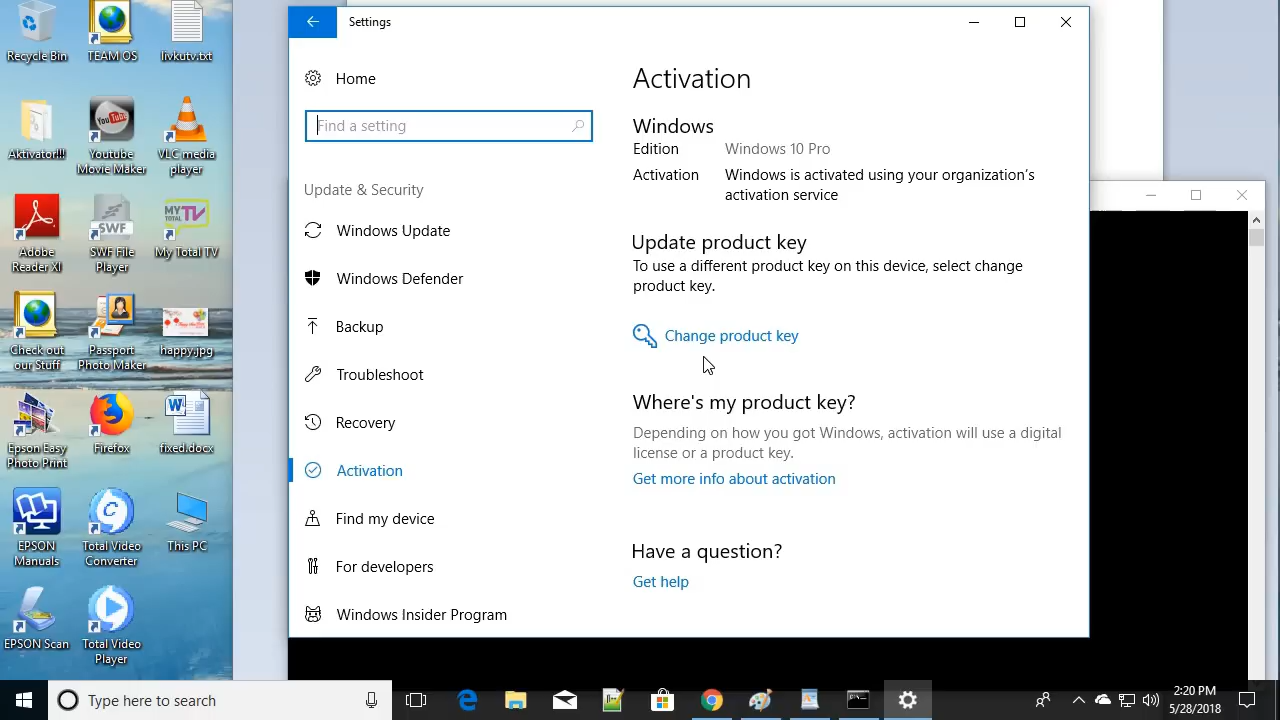 Recycle Bin
TEAM OS
livkutv.txt
Aktivator!!!
Youtube
Movie Maker
VLC media
player
Adobe
Reader XI
SWF File
Player
My Total TV
Check out
our Stuff
Passport
Photo Maker
happy.jpg
Epson Easy
Photo Print
Firefox
fixed.docx
EPSON
Manuals
Total Video
Converter
This PC
EPSON Scan
Total Video
Player
Settings
Home
Find a setting
Update & Security
Windows Update
Windows Defender
Backup
Troubleshoot
Recovery
Activation
Find my device
For developers
Windows Insider Program
Activation
Windows
Edition Windows 10 Pro
Activation Windows is activated using your organization's
activation service
Update product key
To use a different product key on this device, select change
product key.
Change product key
Where's my product key?
Depending on how you got Windows, activation will use a digital
license or a product key.
Get more info about activation
Have a question?
Get help
Type here to search
2:20 PM
5/28/2018